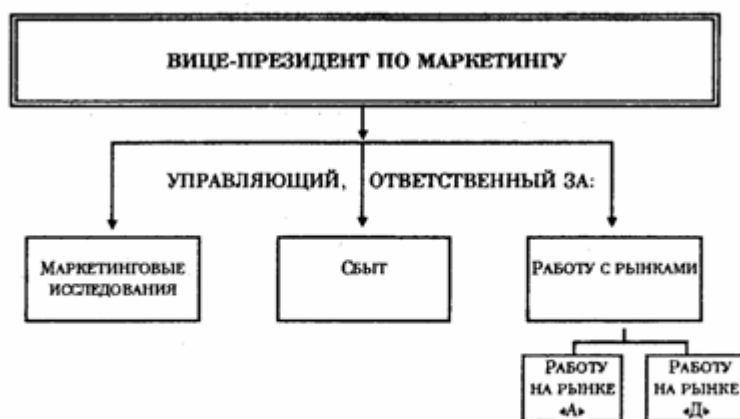 ВИЦЕ-ПРЕЗИДЕНТ ПО МАРКЕТИНГУ
УПРАВЛЯЮЩИЙ, ОТВЕТСТВЕННЫЙ ЗА:
МАРКЕТИНГОВЫЕ
ИССЛЕДОВАНИЯ
СБЫТ
РАБОТУ С РЫНКАМИ
РАБОТУ
НА РЫНКЕ
«А»
РАБОТУ
НА РЫНКЕ
«Д»